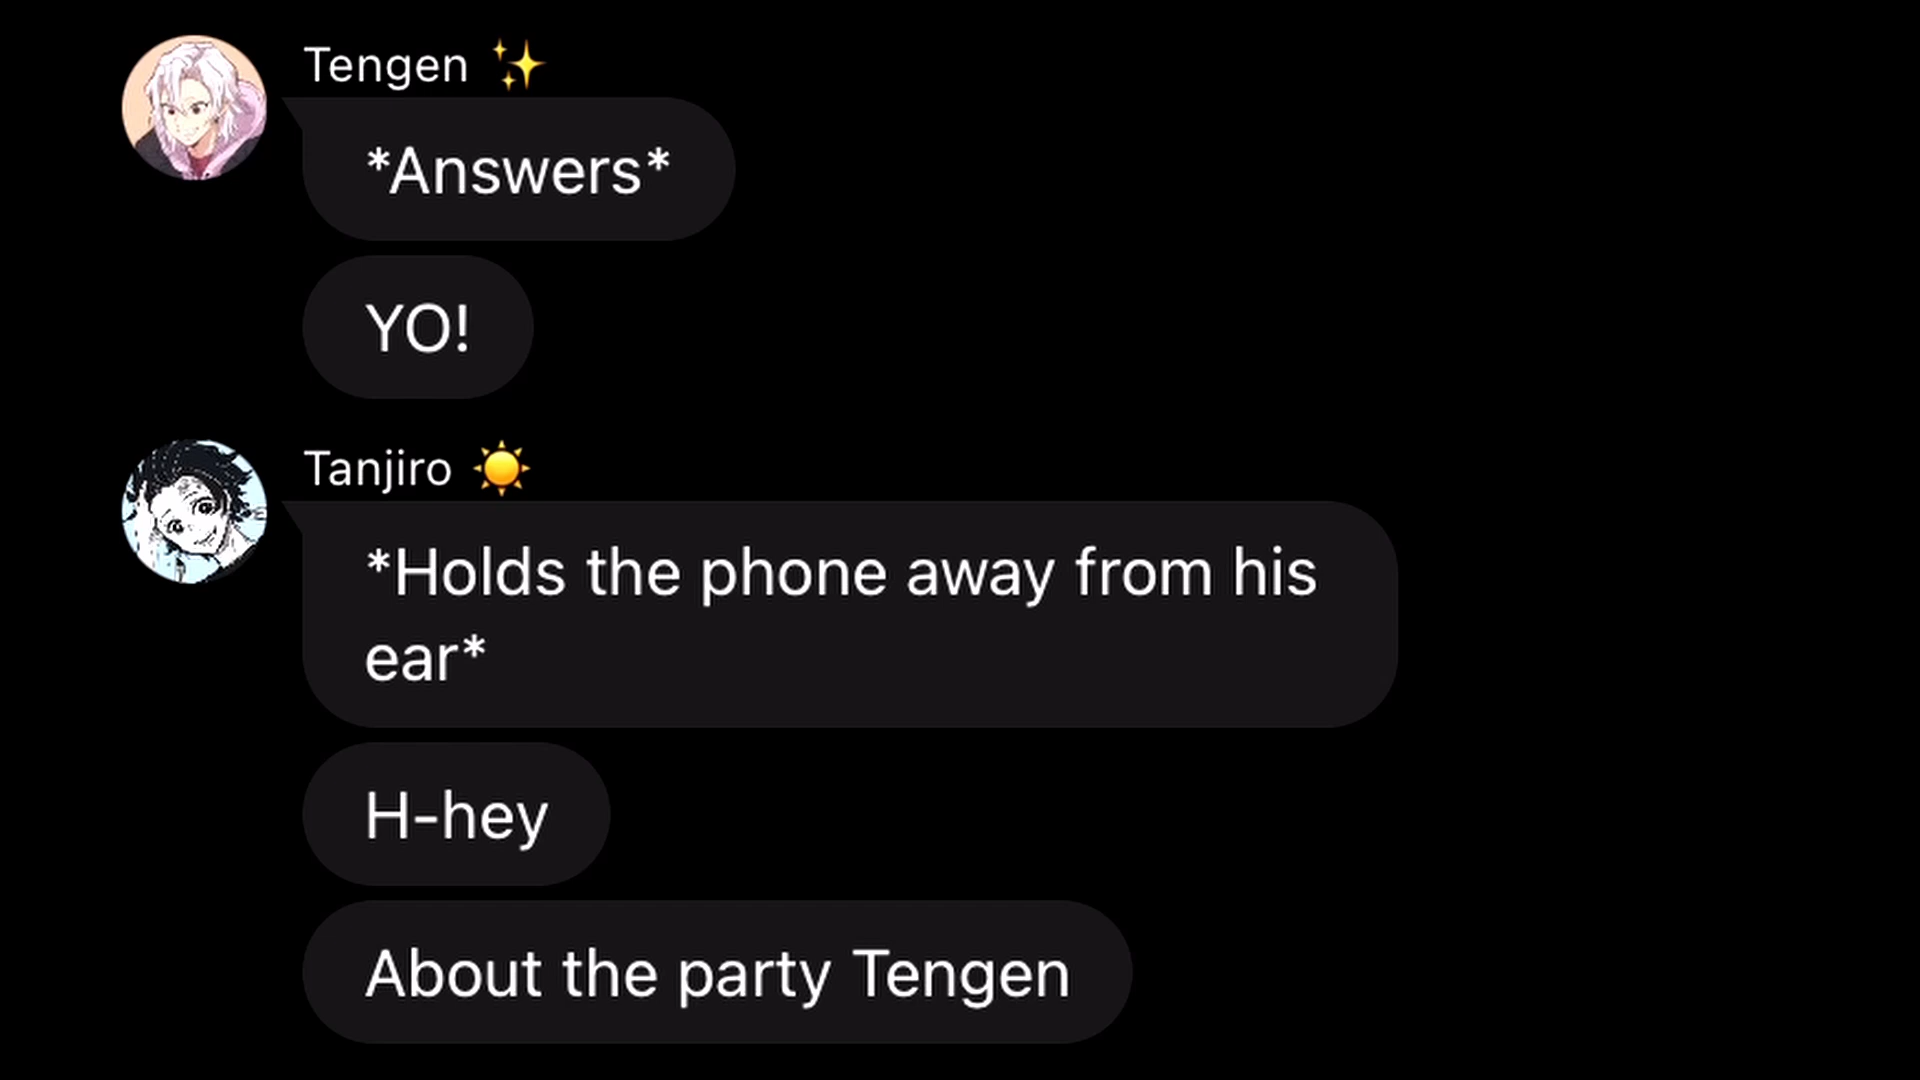 Tengen ✨
*Answers*
YO!
Tanjiro ☀️
*Holds the phone away from his
ear*
H-hey
About the party Tengen